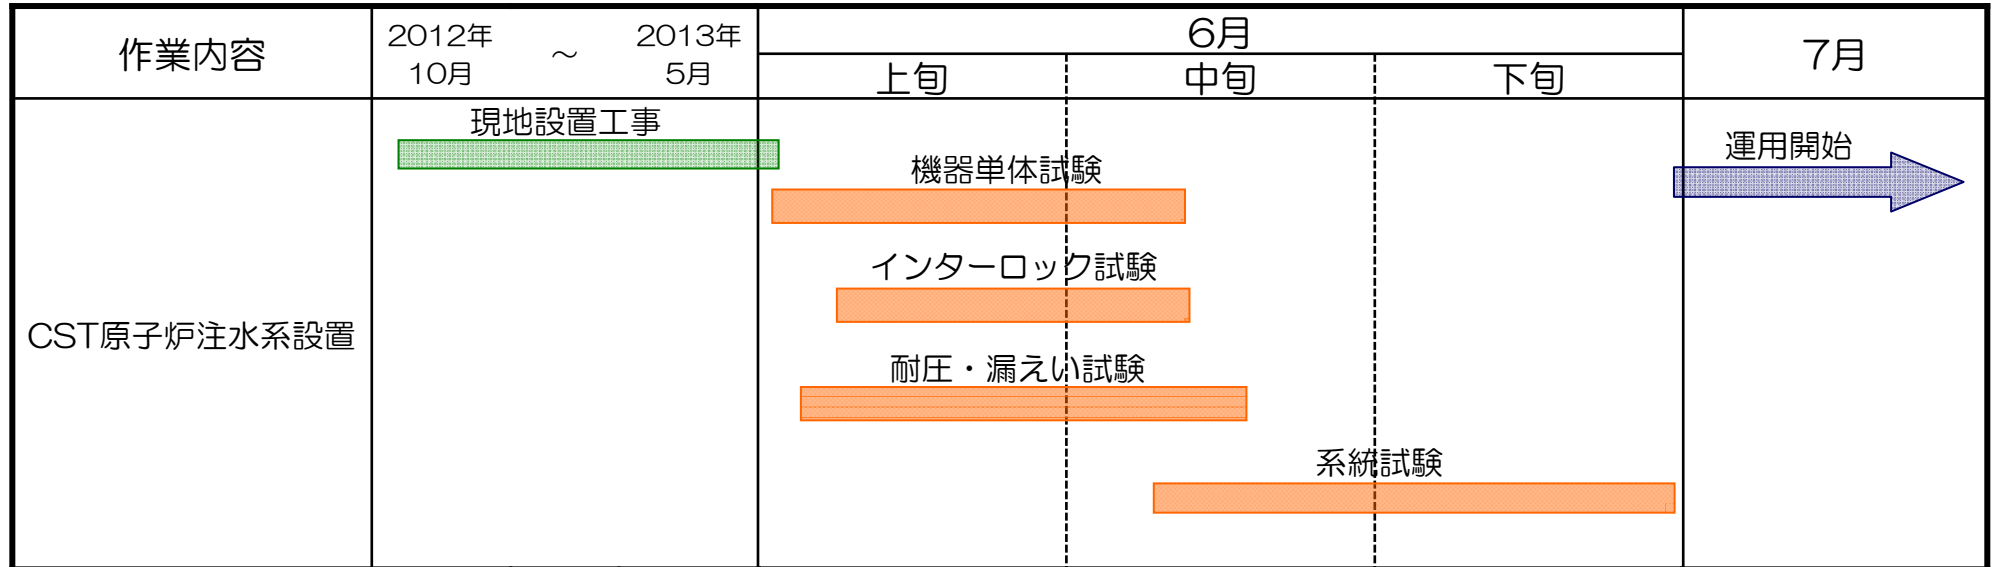 作業内容
2012年
10月
～
2013年
5月
6月
上旬
中旬
下旬
7月
CST原子炉注水系設置
現地設置工事
機器単体試験
インターロック試験
耐圧・漏えい試験
系統試験
運用開始